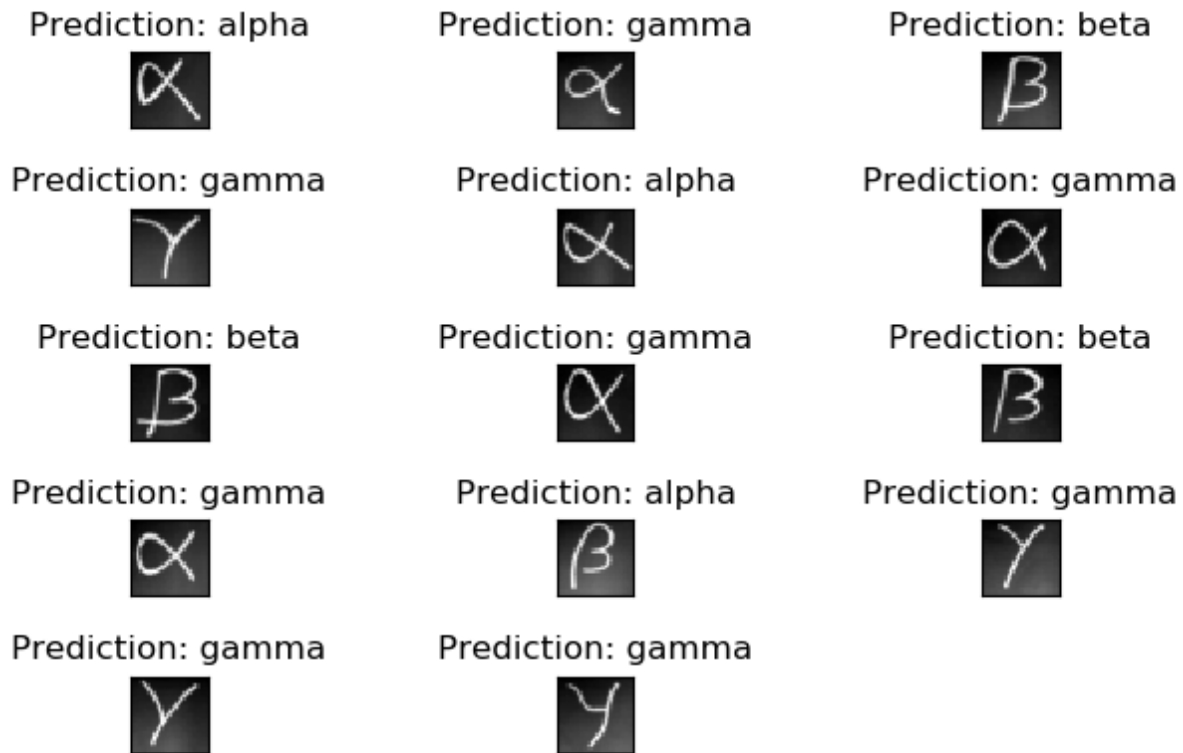 Prediction: alpha Prediction: gamma Prediction: beta
α α β
Prediction: gamma Prediction: alpha Prediction: gamma
γ α α
Prediction: beta Prediction: gamma Prediction: beta
β α β
Prediction: gamma Prediction: alpha Prediction: gamma
α β γ
Prediction: gamma Prediction: gamma
γ γ